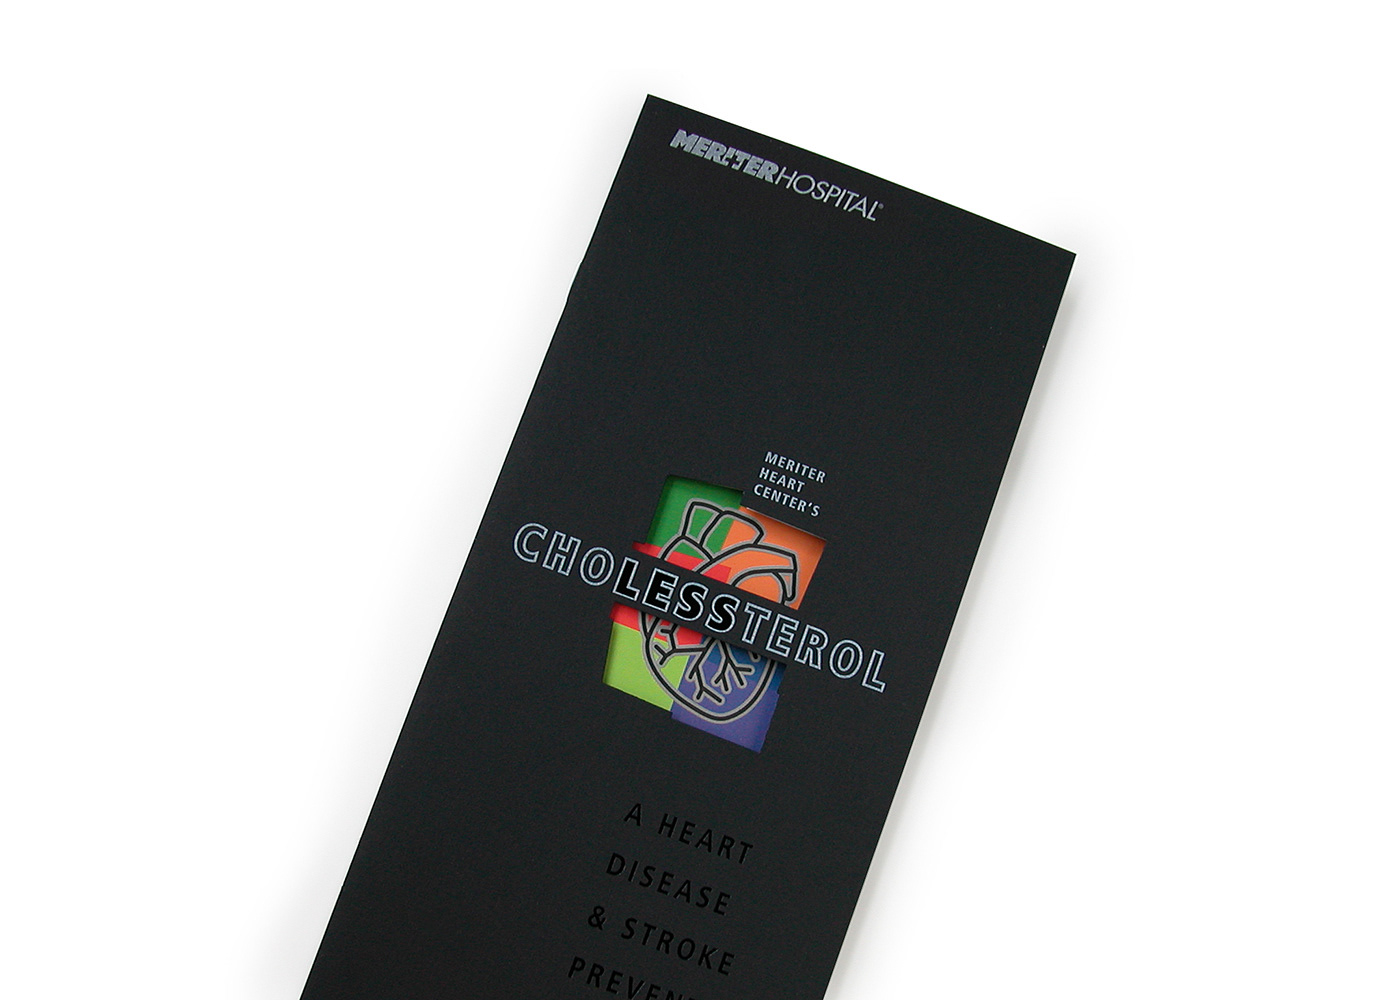 MERITER HOSPITAL®
MERITER
HEART
CENTER'S
CHOLESSTEROL
A HEART
DISEASE
& STROKE